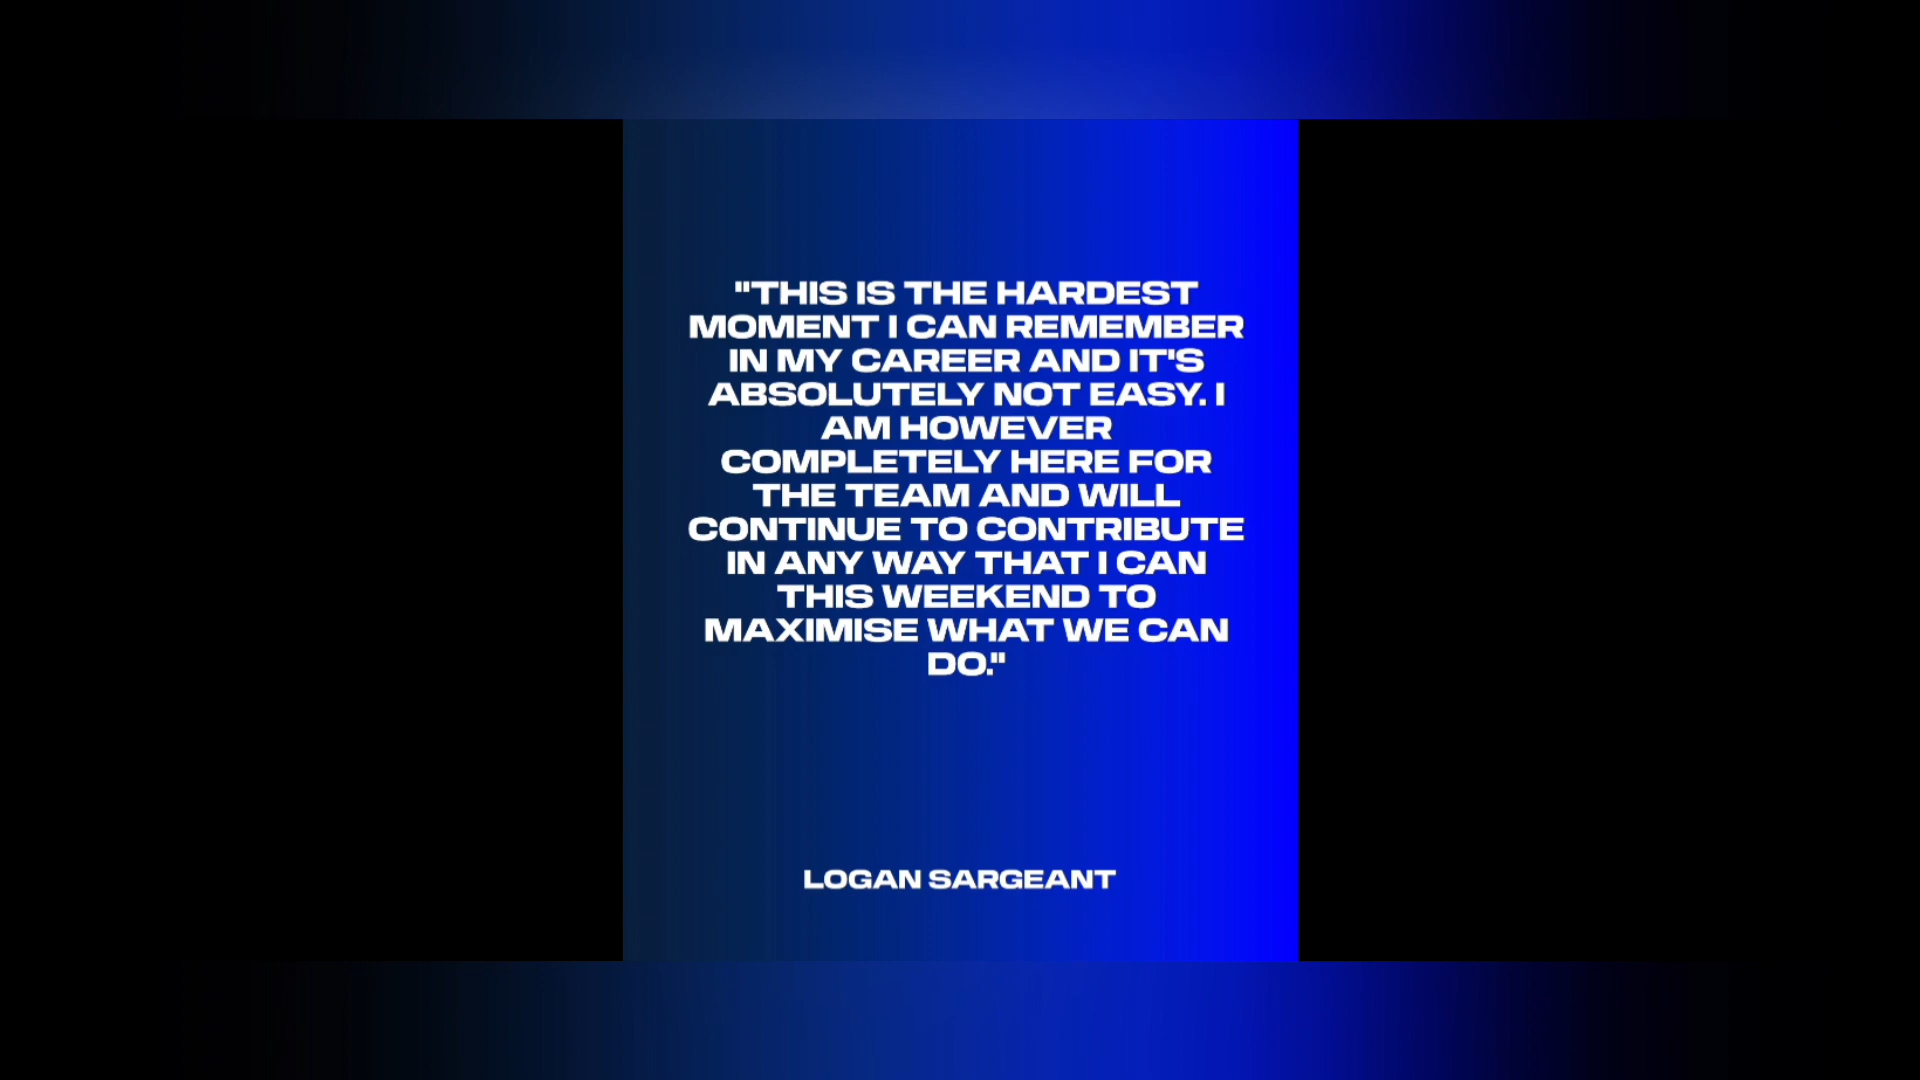 "THIS IS THE HARDEST
MOMENT I CAN REMEMBER
IN MY CAREER AND IT'S
ABSOLUTELY NOT EASY. I
AM HOWEVER
COMPLETELY HERE FOR
THE TEAM AND WILL
CONTINUE TO CONTRIBUTE
IN ANY WAY THAT I CAN
THIS WEEKEND TO
MAXIMISE WHAT WE CAN
DO."
LOGAN SARGEANT